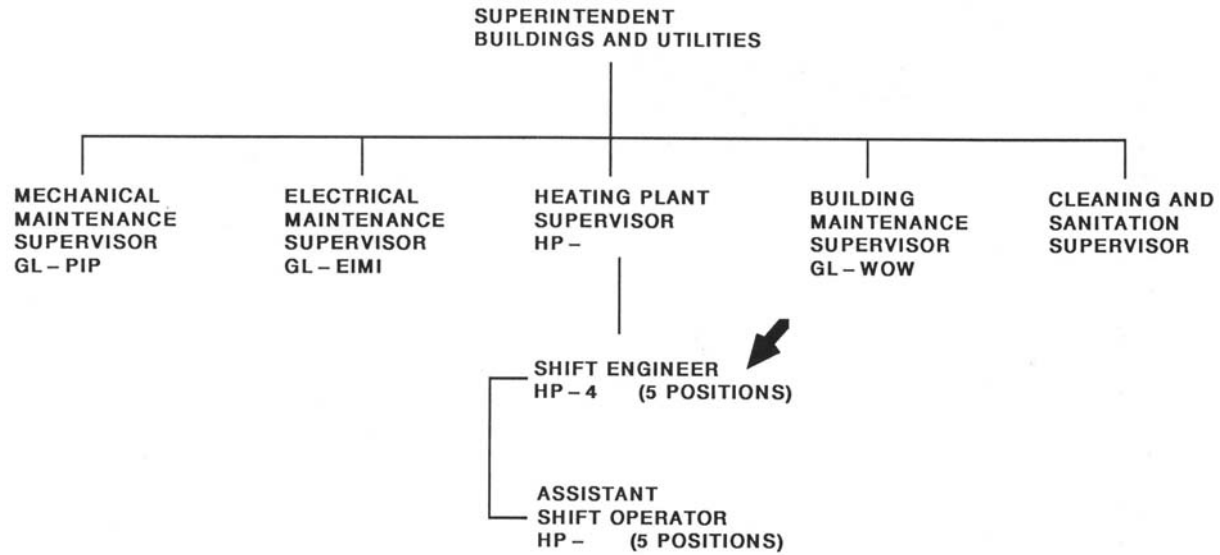 SUPERINTENDENT
BUILDINGS AND UTILITIES
MECHANICAL
MAINTENANCE
SUPERVISOR
GL – PIP
ELECTRICAL
MAINTENANCE
SUPERVISOR
GL – EIMI
HEATING PLANT
SUPERVISOR
HP –
BUILDING
MAINTENANCE
SUPERVISOR
GL – WOW
CLEANING AND
SANITATION
SUPERVISOR
SHIFT ENGINEER
HP – 4 (5 POSITIONS)
ASSISTANT
SHIFT OPERATOR
HP – (5 POSITIONS)